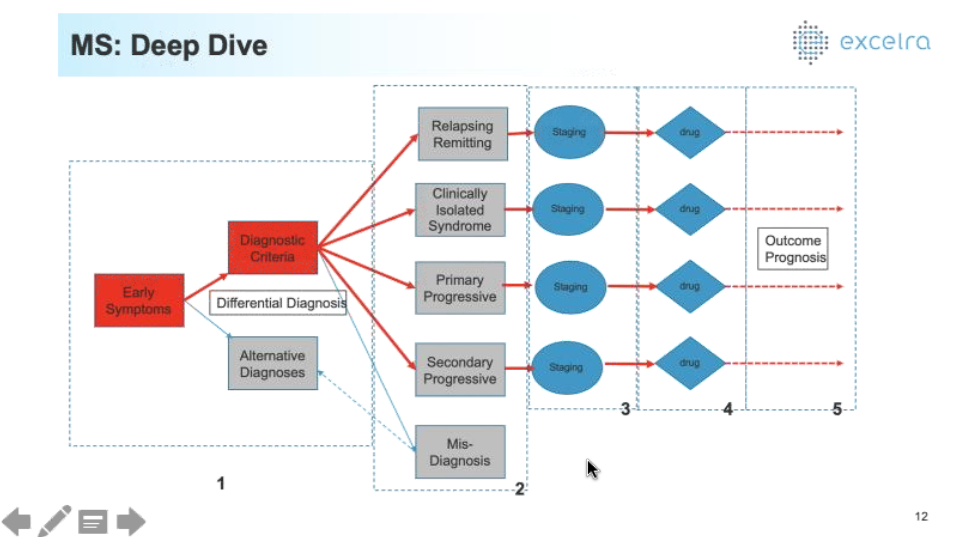 MS: Deep Dive
excelra
Relapsing
Remitting
Staging
drug
Clinically
Isolated
Syndrome
Staging
drug
Diagnostic
Criteria
Outcome
Prognosis
Early
Symptoms
Differential Diagnosis
Primary
Progressive
Staging
drug
Alternative
Diagnoses
Secondary
Progressive
Staging
drug
3
4
5
Mis-
Diagnosis
1
2
12